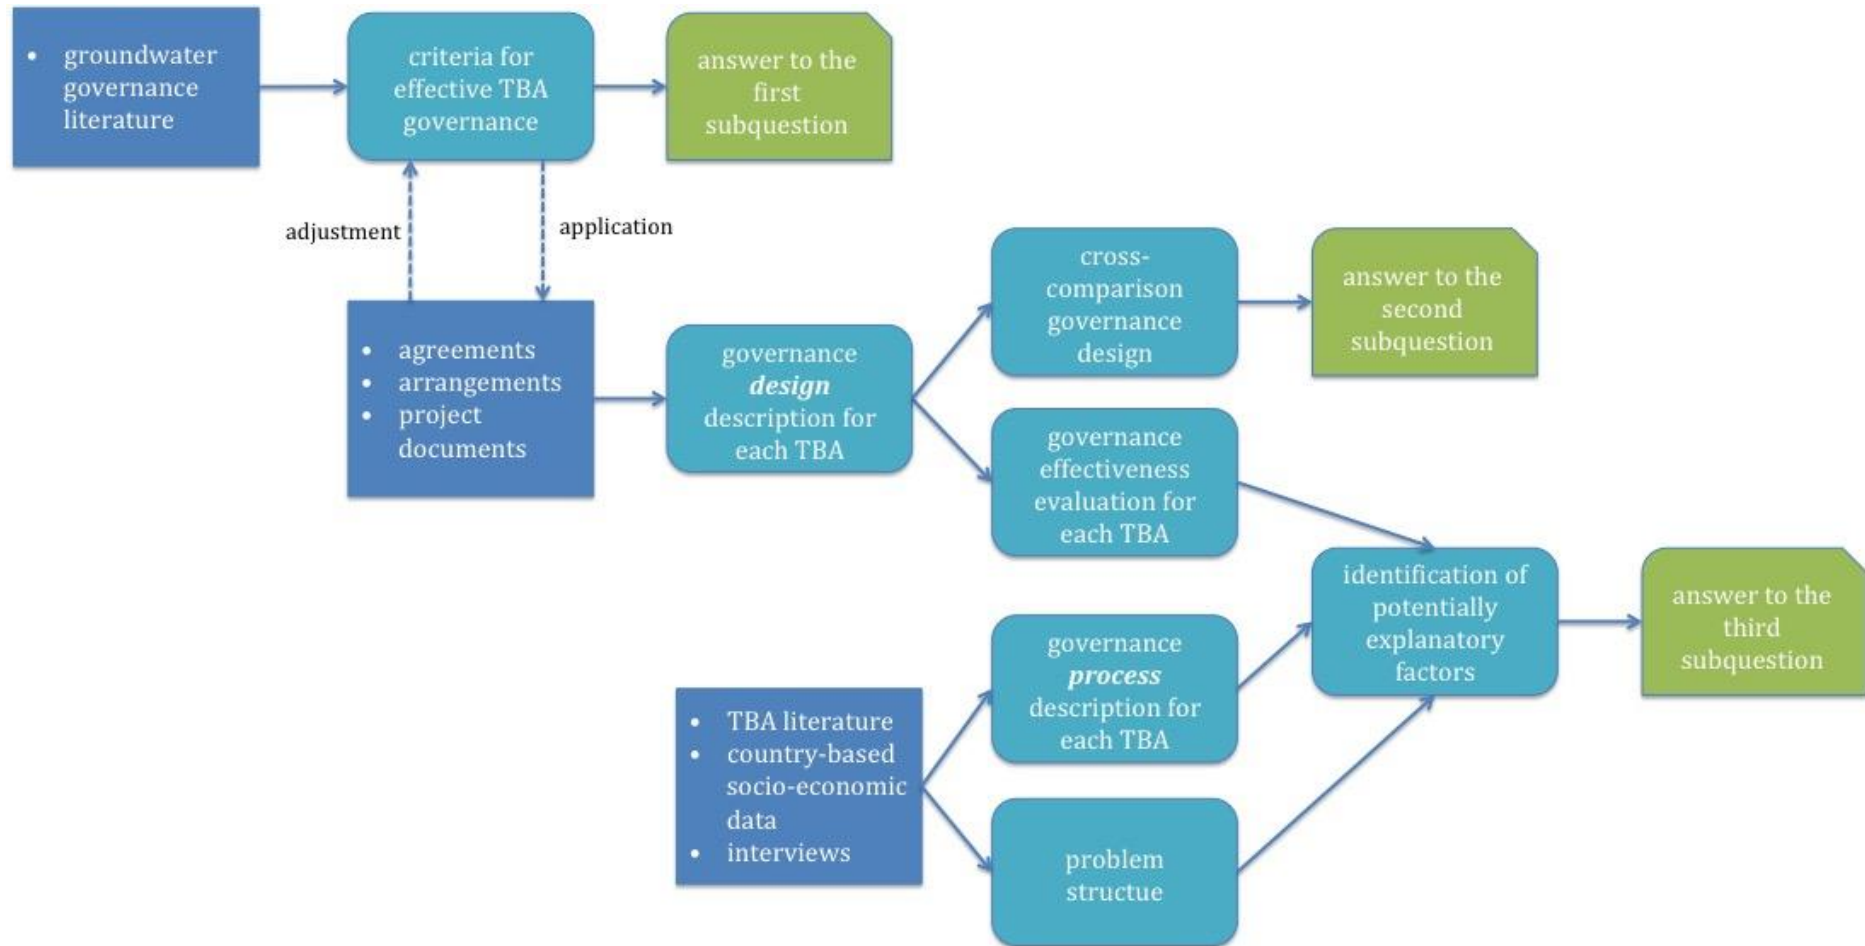 • groundwater
governance
literature
criteria for
effective TBA
governance
answer to the
first
subquestion
adjustment
application
• agreements
• arrangements
• project
documents
governance
design
description for
each TBA
cross-
comparison
governance
design
answer to the
second
subquestion
governance
effectiveness
evaluation for
each TBA
identification of
potentially
explanatory
factors
answer to the
third
subquestion
• TBA literature
• country-based
socio-economic
data
• interviews
governance
process
description for
each TBA
problem
structue